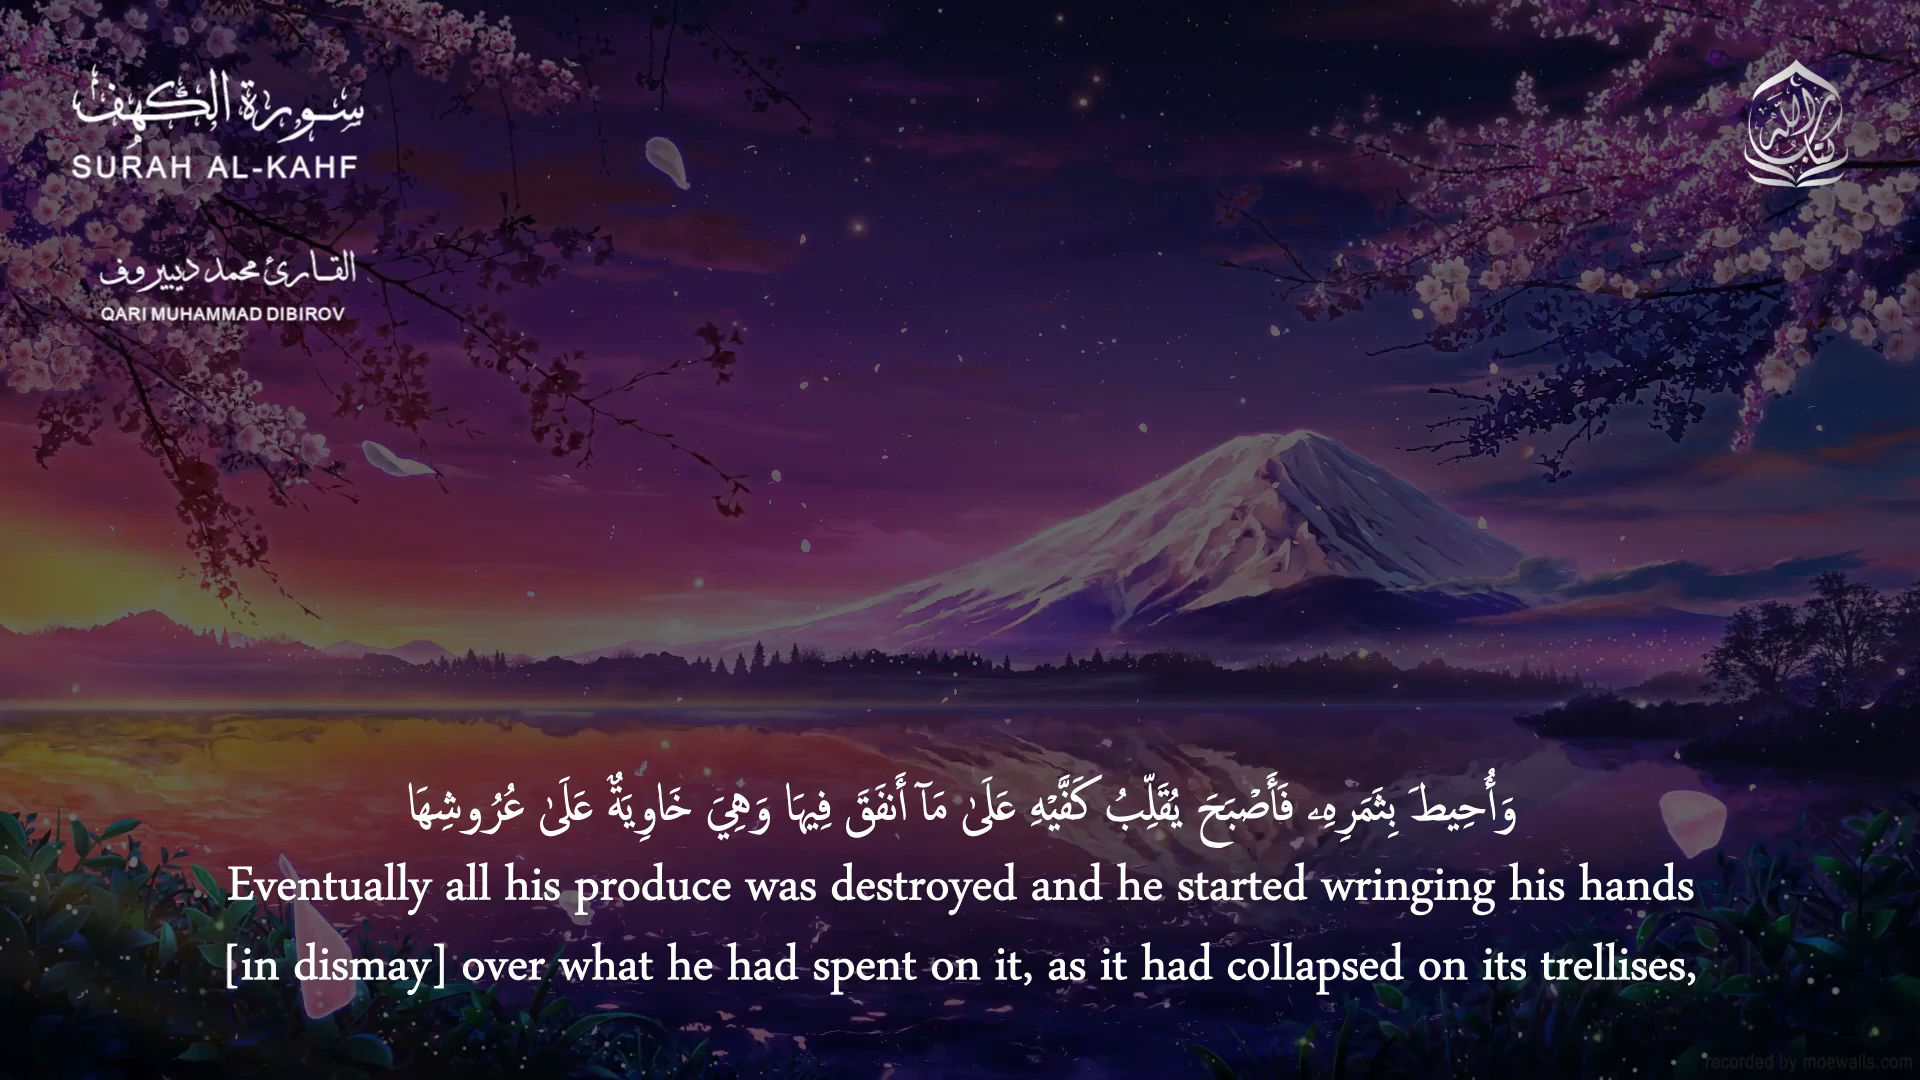 سورة الكهف
SURAH AL-KAHF
القارئ محمد ديبيروف
QARI MUHAMMAD DIBIROV
كتاب الله
وَأُحِيطَ بِثَمَرِهِۦ فَأَصْبَحَ يُقَلِّبُ كَفَّيْهِ عَلَىٰ مَآ أَنفَقَ فِيهَا وَهِيَ خَاوِيَةٌ عَلَىٰ عُرُوشِهَا
Eventually all his produce was destroyed and he started wringing his hands
[in dismay] over what he had spent on it, as it had collapsed on its trellises,
recorded by moewalls.com